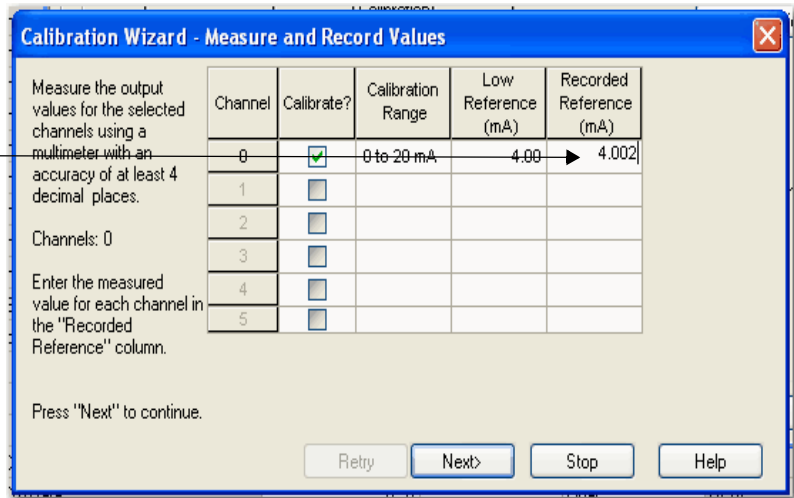 Calibration Wizard - Measure and Record Values
Measure the output
values for the selected
channels using a
multimeter with an
accuracy of at least 4
decimal places.
Channels: 0
Enter the measured
value for each channel in
the "Recorded
Reference" column.
Press "Next" to continue.
Channel Calibrate? Calibration Range Low Reference (mA) Recorded Reference (mA)
0 0 to 20 mA 4.00 4.002
1
2
3
4
5
Retry Next> Stop Help